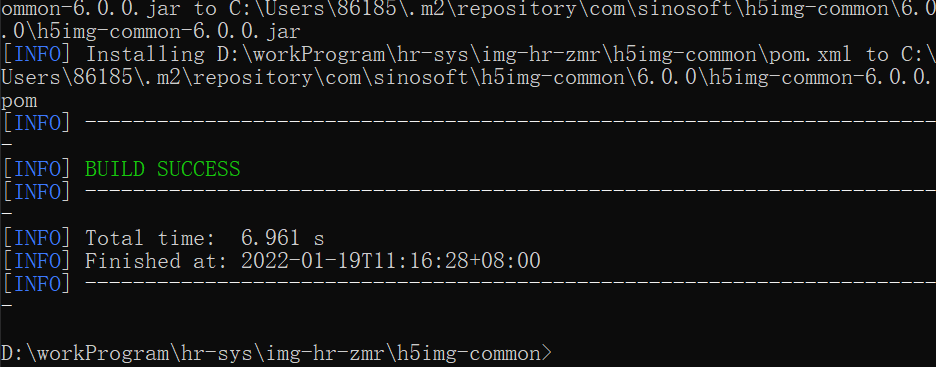 ommon-6.0.0.jar to C:\Users\86185\.m2\repository\com\sinosoft\h5img-common\6.0
.0\h5img-common-6.0.0.jar
[INFO] Installing D:\workProgram\hr-sys\img-hr-zmr\h5img-common\pom.xml to C:\
Users\86185\.m2\repository\com\sinosoft\h5img-common\6.0.0\h5img-common-6.0.0.
pom
[INFO] -----------------------------------------------------------------------
-
[INFO] BUILD SUCCESS
[INFO] -----------------------------------------------------------------------
-
[INFO] Total time:  6.961 s
[INFO] Finished at: 2022-01-19T11:16:28+08:00
[INFO] -----------------------------------------------------------------------
-
D:\workProgram\hr-sys\img-hr-zmr\h5img-common>